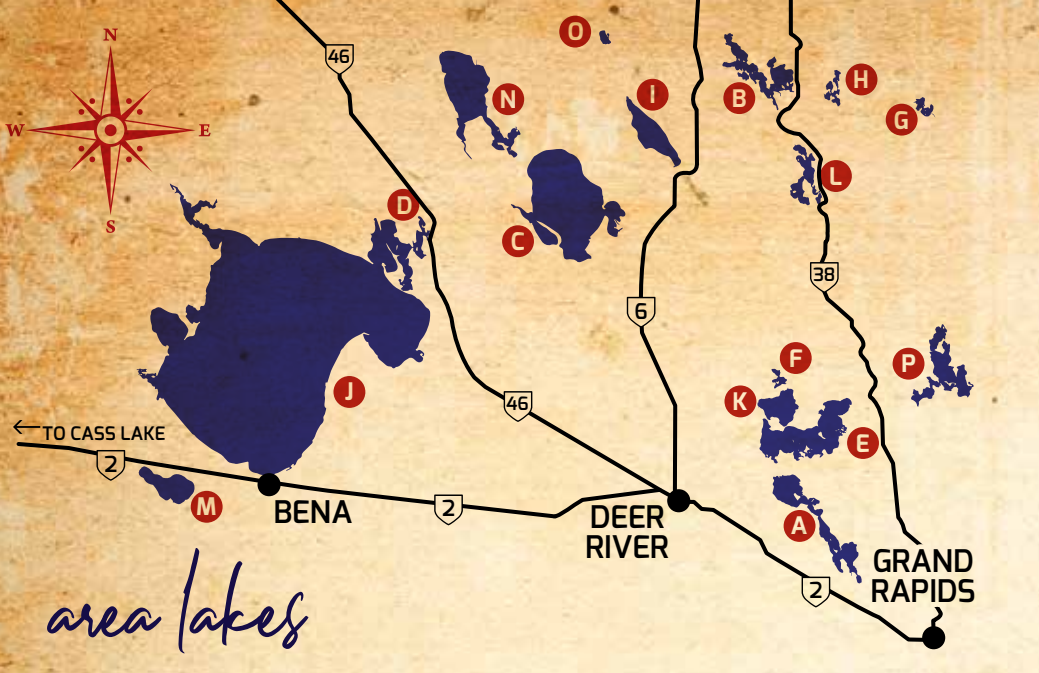 N
W
E
S
46
O
N
I
B
H
G
L
D
C
38
6
F
P
K
J
E
46
←TO CASS LAKE
2
M
BENA
2
DEER
RIVER
A
GRAND
RAPIDS
2
area lakes